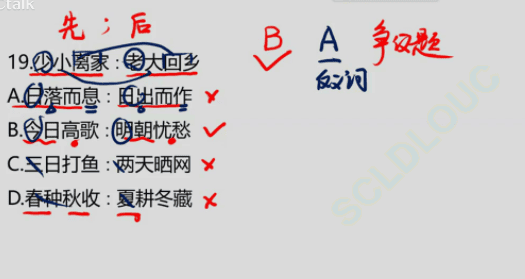 ctalk
先；后
B A 争议题
反义词
19.少小离家：老大回乡
A.日落而息：日出而作
B.今日高歌：明朝忧愁
C.三日打鱼：两天晒网
D.春种秋收：夏耕冬藏
SCLDLOUC